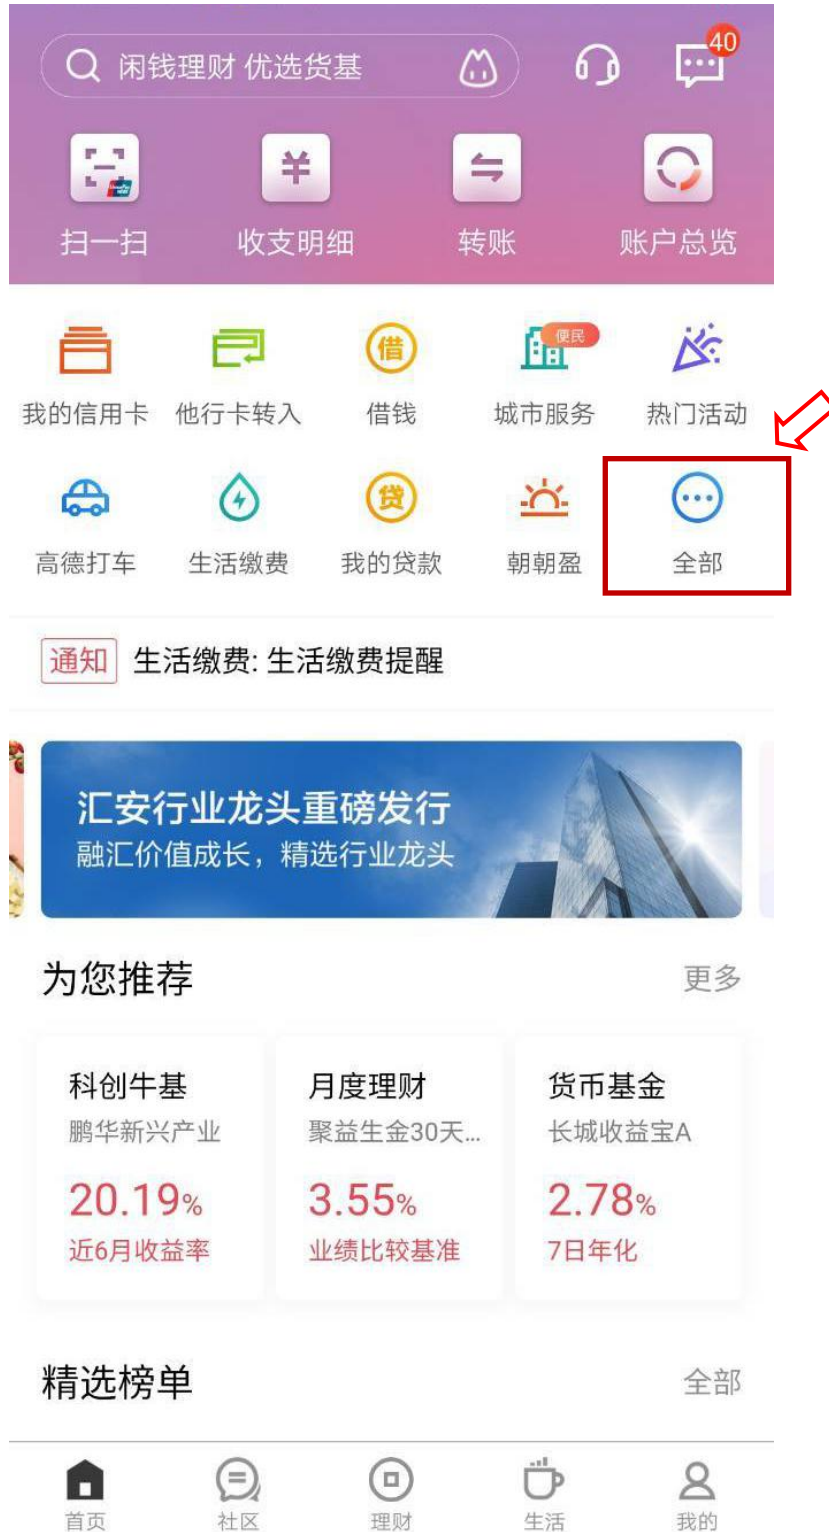 闲钱理财 优选货基
40
扫一扫 收支明细 转账 账户总览
借 便民
我的信用卡 他行卡转入 借钱 城市服务 热门活动
贷
高德打车 生活缴费 我的贷款 朝朝盈 全部
通知 生活缴费: 生活缴费提醒
汇安行业龙头重磅发行
融汇价值成长，精选行业龙头
为您推荐 更多
科创牛基 月度理财 货币基金
鹏华新兴产业 聚益生金30天... 长城收益宝A
20.19% 3.55% 2.78%
近6月收益率 业绩比较基准 7日年化
精选榜单 全部
首页 社区 理财 生活 我的